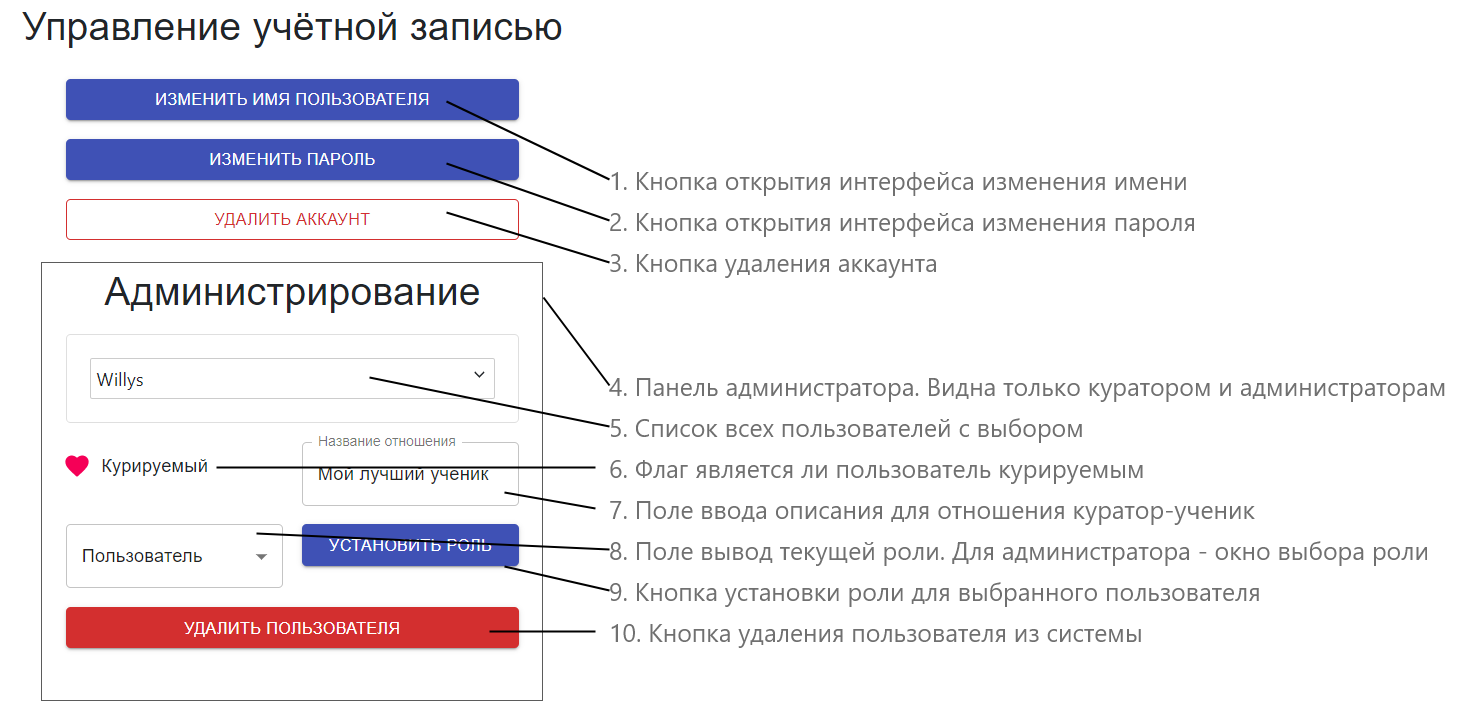 Управление учётной записью
ИЗМЕНИТЬ ИМЯ ПОЛЬЗОВАТЕЛЯ
ИЗМЕНИТЬ ПАРОЛЬ
УДАЛИТЬ АККАУНТ
1. Кнопка открытия интерфейса изменения имени
2. Кнопка открытия интерфейса изменения пароля
3. Кнопка удаления аккаунта
Администрирование
Willys
Название отношения
Курируемый
Мой лучший ученик
Пользователь
УСТАНОВИТЬ РОЛЬ
УДАЛИТЬ ПОЛЬЗОВАТЕЛЯ
4. Панель администратора. Видна только куратором и администраторам
5. Список всех пользователей с выбором
6. Флаг является ли пользователь курируемым
7. Поле ввода описания для отношения куратор-ученик
8. Поле вывод текущей роли. Для администратора - окно выбора роли
9. Кнопка установки роли для выбранного пользователя
10. Кнопка удаления пользователя из системы